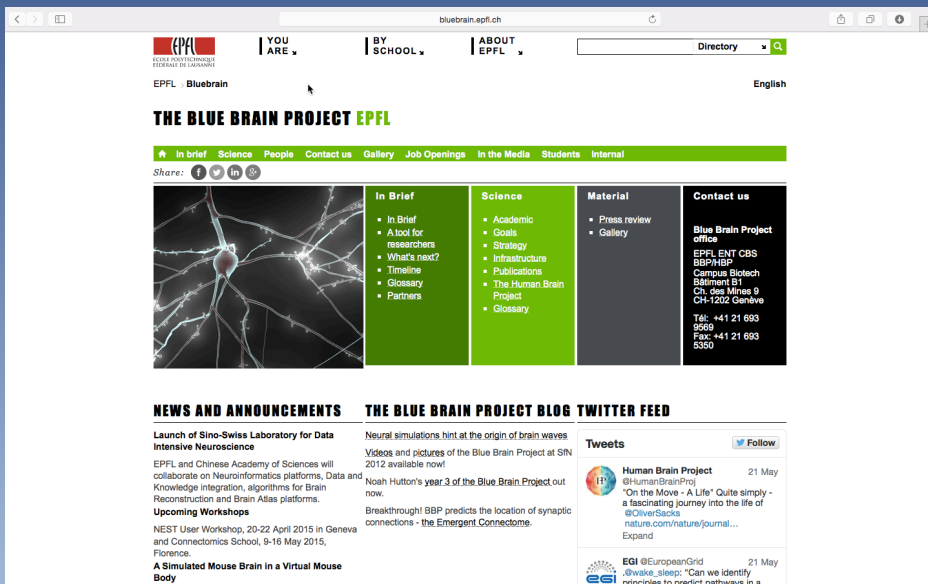 bluebrain.epfl.ch
EPFL
ECOLE POLYTECHNIQUE
FEDERALE DE LAUSANNE
YOU
ARE
BY
SCHOOL
ABOUT
EPFL
Directory
EPFL
Bluebrain
English
THE BLUE BRAIN PROJECT EPFL
In brief Science People Contact us Gallery Job Openings In the Media Students Internal
Share:
In Brief
In Brief
A tool for
researchers
What's next?
Timeline
Glossary
Partners
Science
Academic
Goals
Strategy
Infrastructure
Publications
The Human Brain
Project
Glossary
Material
Press review
Gallery
Contact us
Blue Brain Project
office
EPFL ENT CBS
BBP/HBP
Campus Biotech
Bâtiment B1
Ch. des Mines 9
CH-1202 Genève
Tél: +41 21 693
9569
Fax: +41 21 693
5350
NEWS AND ANNOUNCEMENTS
Launch of Sino-Swiss Laboratory for Data
Intensive Neuroscience
EPFL and Chinese Academy of Sciences will
collaborate on Neuroinformatics platforms, Data and
Knowledge integration, algorithms for Brain
Reconstruction and Brain Atlas platforms.
Upcoming Workshops
NEST User Workshop, 20-22 April 2015 in Geneva
and Connectomics School, 9-16 May 2015,
Florence.
A Simulated Mouse Brain in a Virtual Mouse
Body
THE BLUE BRAIN PROJECT BLOG
Neural simulations hint at the origin of brain waves
Videos and pictures of the Blue Brain Project at SfN
2012 available now!
Noah Hutton's year 3 of the Blue Brain Project out
now.
Breakthrough! BBP predicts the location of synaptic
connections - the Emergent Connectome.
TWITTER FEED
Tweets
Follow
Human Brain Project 21 May
@HumanBrainProj
"On the Move - A Life" Quite simply -
a fascinating journey into the life of
@OliverSacks
nature.com/nature/journal…
Expand
EGI @EuropeanGrid 21 May
.@wake_sleep: "Can we identify
principles to predict pathways in a